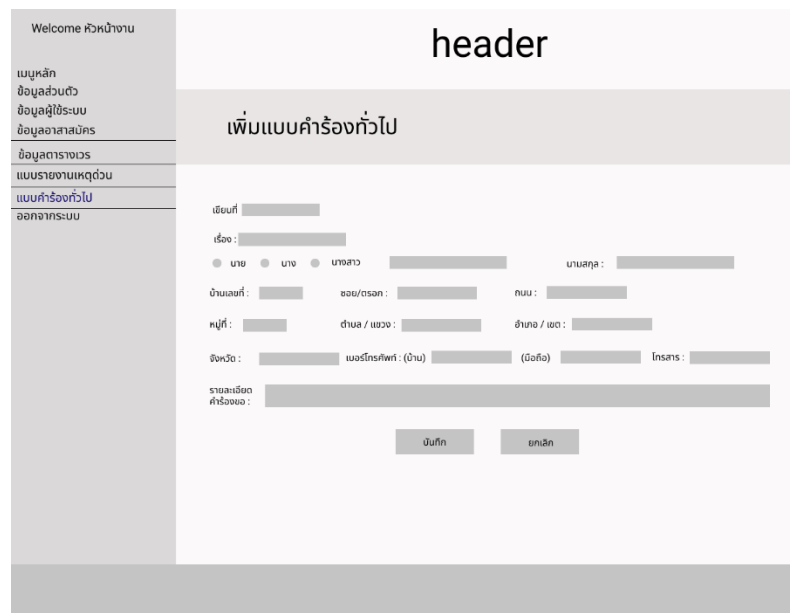 Welcome หัวหน้างาน
header
เมนูหลัก
ข้อมูลส่วนตัว
ข้อมูลผู้ใช้ระบบ
ข้อมูลอาสาสมัคร
ข้อมูลตารางเวร
แบบรายงานเหตุด่วน
แบบคำร้องทั่วไป
ออกจากระบบ
เพิ่มแบบคำร้องทั่วไป
เขียนที่
เรื่อง :
นาย นาง นางสาว นามสกุล :
บ้านเลขที่ : ซอย/ตรอก : ถนน :
หมู่ที่ : ตำบล / แขวง : อำเภอ / เขต :
จังหวัด : เบอร์โทรศัพท์ : (บ้าน) (มือถือ) โทรสาร :
รายละเอียด
คำร้องขอ :
บันทึก ยกเลิก